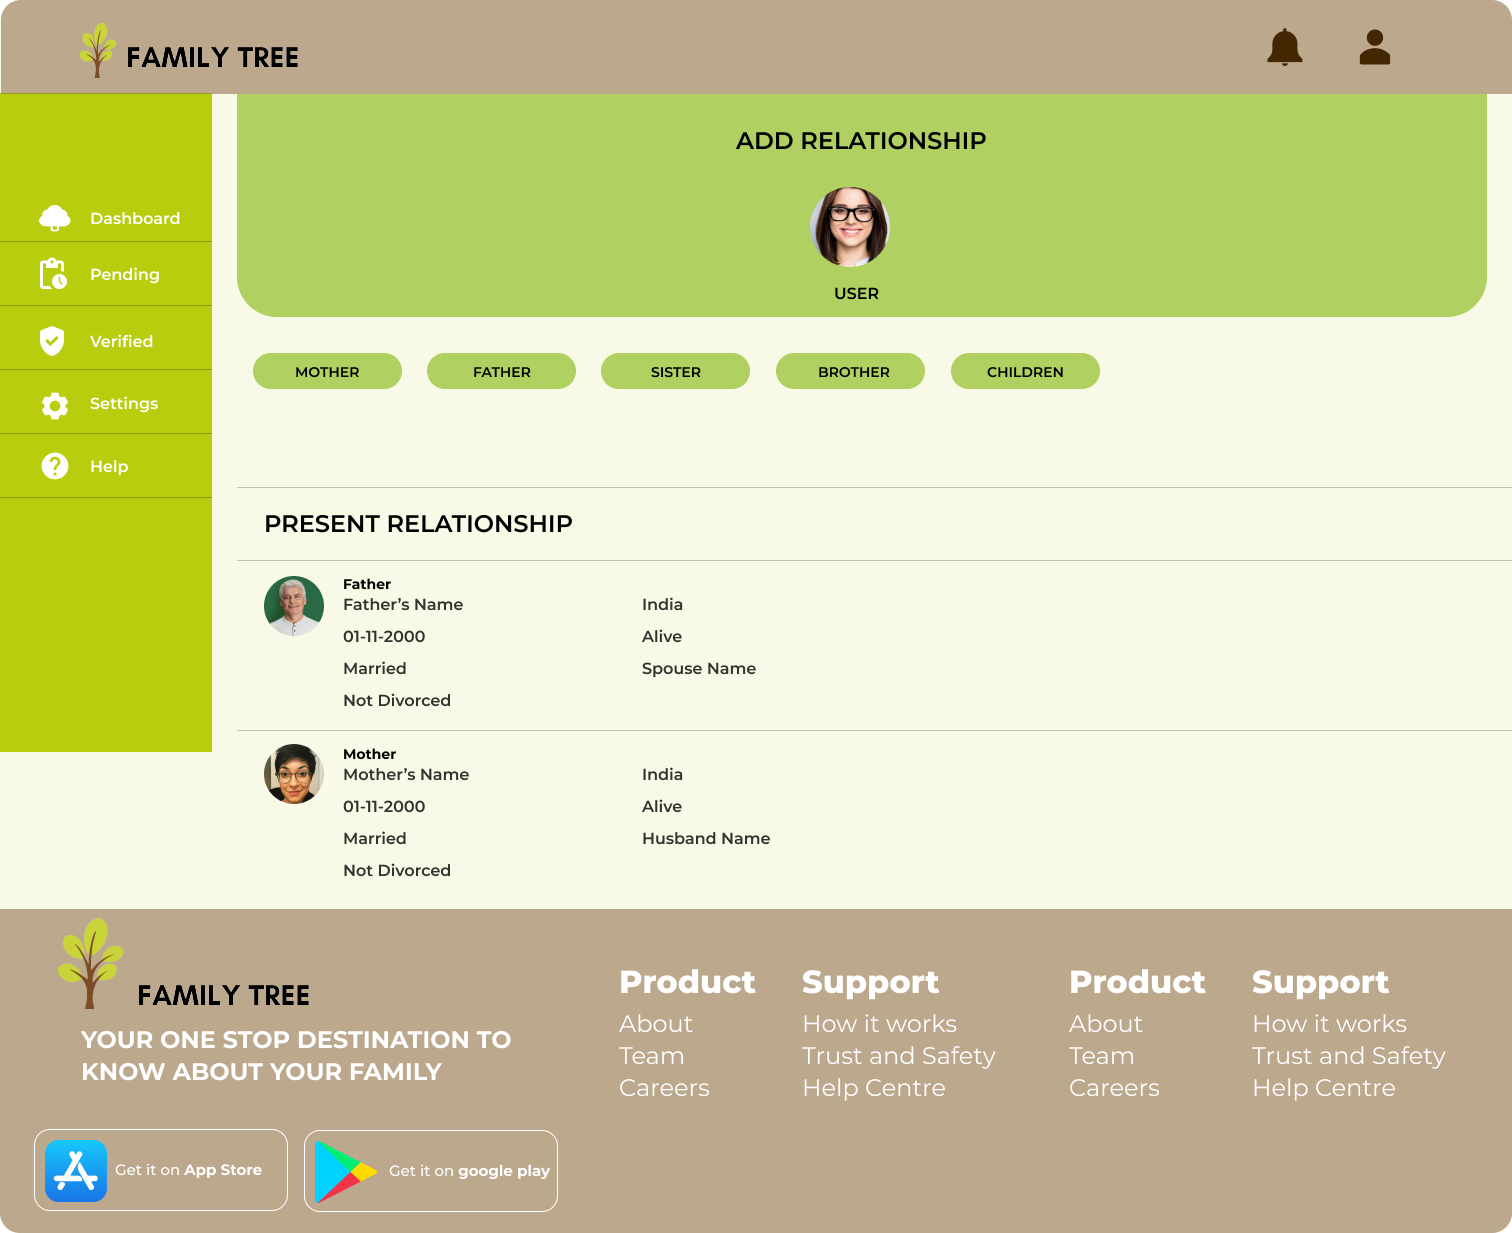 FAMILY TREE
Dashboard
Pending
Verified
Settings
Help
ADD RELATIONSHIP
USER
MOTHER
FATHER
SISTER
BROTHER
CHILDREN
PRESENT RELATIONSHIP
Father
Father’s Name
India
01-11-2000
Alive
Married
Spouse Name
Not Divorced
Mother
Mother’s Name
India
01-11-2000
Alive
Married
Husband Name
Not Divorced
FAMILY TREE
YOUR ONE STOP DESTINATION TO
KNOW ABOUT YOUR FAMILY
Get it on App Store
Get it on google play
Product
About
Team
Careers
Support
How it works
Trust and Safety
Help Centre
Product
About
Team
Careers
Support
How it works
Trust and Safety
Help Centre